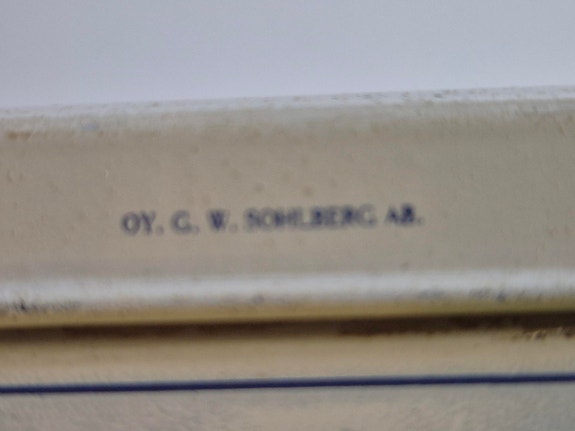 OY. G. W. SOHLBERG AB.